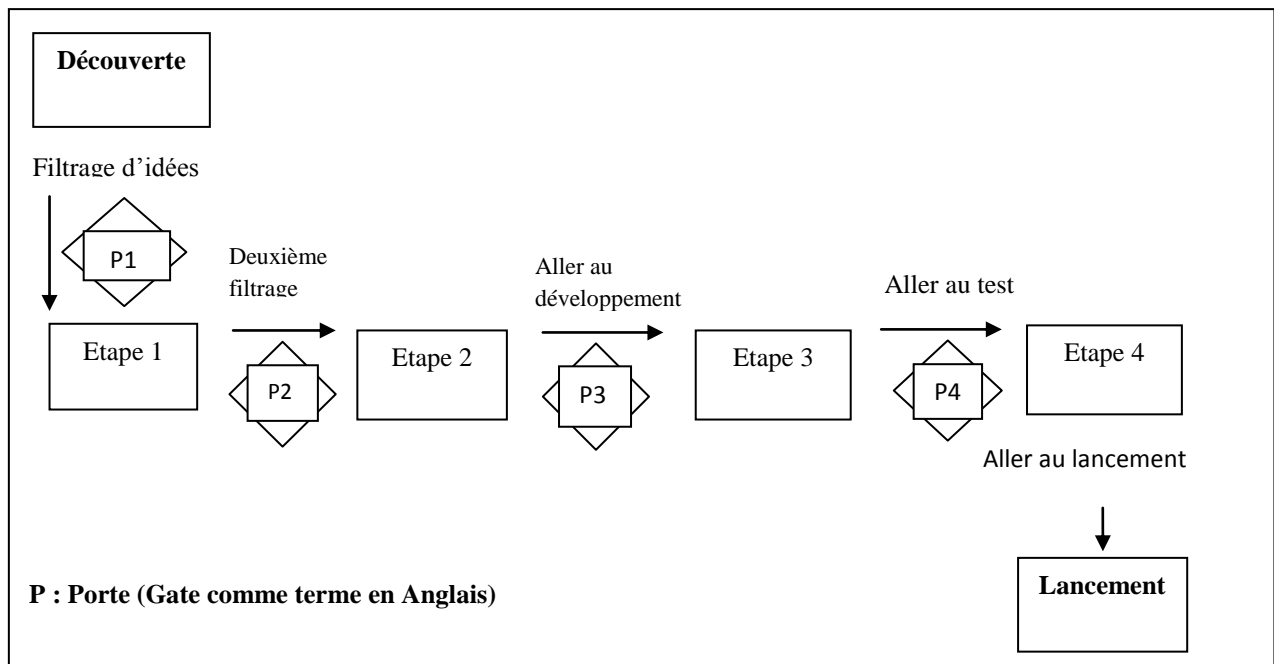 Découverte
Filtrage d’idées
P1
Deuxième
filtrage
Aller au
développement
Aller au test
Etape 1
P2
Etape 2
P3
Etape 3
P4
Etape 4
Aller au lancement
Lancement
P : Porte (Gate comme terme en Anglais)